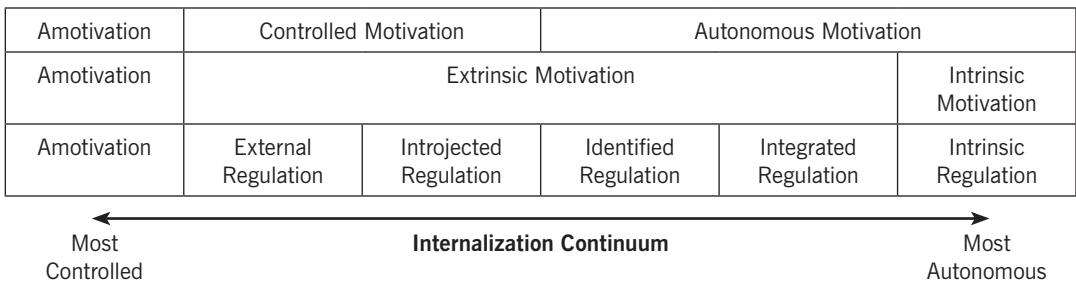 Amotivation Controlled Motivation Autonomous Motivation
Amotivation Extrinsic Motivation Intrinsic
Motivation
Amotivation External
Regulation Introjected
Regulation Identified
Regulation Integrated
Regulation Intrinsic
Regulation
Most
Controlled
Internalization Continuum
Most
Autonomous